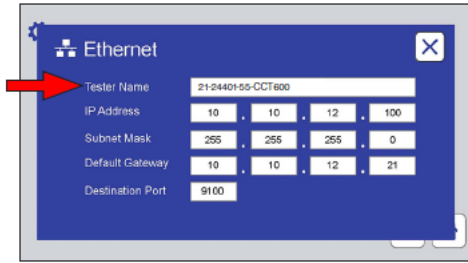 Ethernet
Tester Name 21-24401-55-CCT600
IP Address 10 . 10 . 12 . 100
Subnet Mask 255 . 255 . 255 . 0
Default Gateway 10 . 10 . 12 . 21
Destination Port 9100